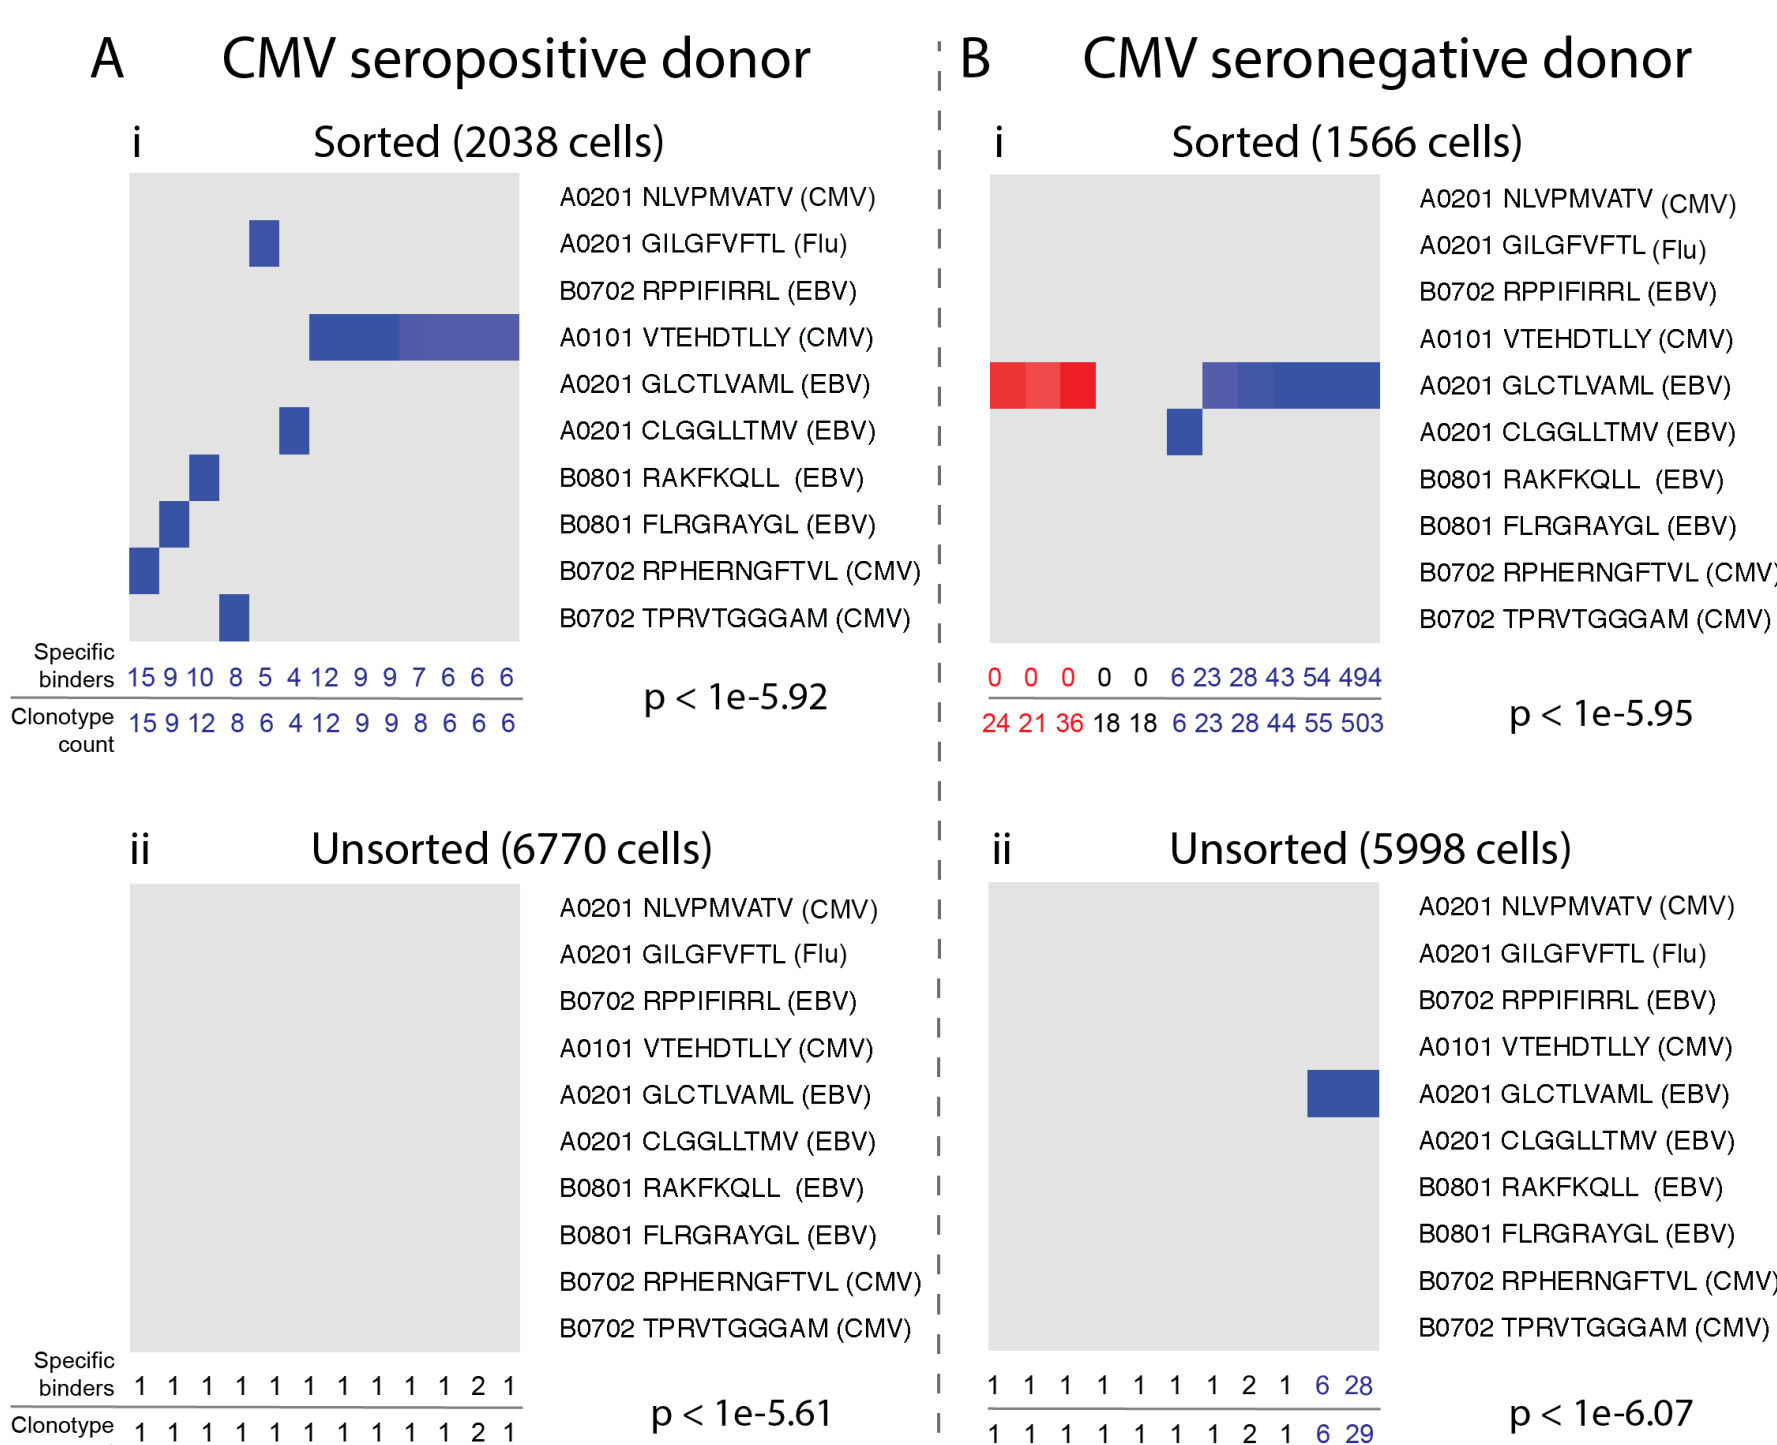 A CMV seropositive donor
i Sorted (2038 cells)
A0201 NLVPMVATV (CMV)
A0201 GILGFVFTL (Flu)
B0702 RPPIFIRRL (EBV)
A0101 VTEHDTLLY (CMV)
A0201 GLCTLVAML (EBV)
A0201 CLGGLLTMV (EBV)
B0801 RAKFKQLL (EBV)
B0801 FLRGRAYGL (EBV)
B0702 RPHERNGFTVL (CMV)
B0702 TPRVTGGGAM (CMV)
Specific
binders 15 9 10 8 5 4 12 9 9 7 6 6 6
Clonotype
count 15 9 12 8 6 4 12 9 9 8 6 6 6
p < 1e-5.92
ii Unsorted (6770 cells)
A0201 NLVPMVATV (CMV)
A0201 GILGFVFTL (Flu)
B0702 RPPIFIRRL (EBV)
A0101 VTEHDTLLY (CMV)
A0201 GLCTLVAML (EBV)
A0201 CLGGLLTMV (EBV)
B0801 RAKFKQLL (EBV)
B0801 FLRGRAYGL (EBV)
B0702 RPHERNGFTVL (CMV)
B0702 TPRVTGGGAM (CMV)
Specific
binders 1 1 1 1 1 1 1 1 1 1 2 1
Clonotype 1 1 1 1 1 1 1 1 1 1 2 1
p < 1e-5.61
B CMV seronegative donor
i Sorted (1566 cells)
A0201 NLVPMVATV (CMV)
A0201 GILGFVFTL (Flu)
B0702 RPPIFIRRL (EBV)
A0101 VTEHDTLLY (CMV)
A0201 GLCTLVAML (EBV)
A0201 CLGGLLTMV (EBV)
B0801 RAKFKQLL (EBV)
B0801 FLRGRAYGL (EBV)
B0702 RPHERNGFTVL (CMV)
B0702 TPRVTGGGAM (CMV)
0 0 0 0 0 6 23 28 43 54 494
24 21 36 18 18 6 23 28 44 55 503
p < 1e-5.95
ii Unsorted (5998 cells)
A0201 NLVPMVATV (CMV)
A0201 GILGFVFTL (Flu)
B0702 RPPIFIRRL (EBV)
A0101 VTEHDTLLY (CMV)
A0201 GLCTLVAML (EBV)
A0201 CLGGLLTMV (EBV)
B0801 RAKFKQLL (EBV)
B0801 FLRGRAYGL (EBV)
B0702 RPHERNGFTVL (CMV)
B0702 TPRVTGGGAM (CMV)
1 1 1 1 1 1 1 2 1 6 28
1 1 1 1 1 1 1 2 1 6 29
p < 1e-6.07